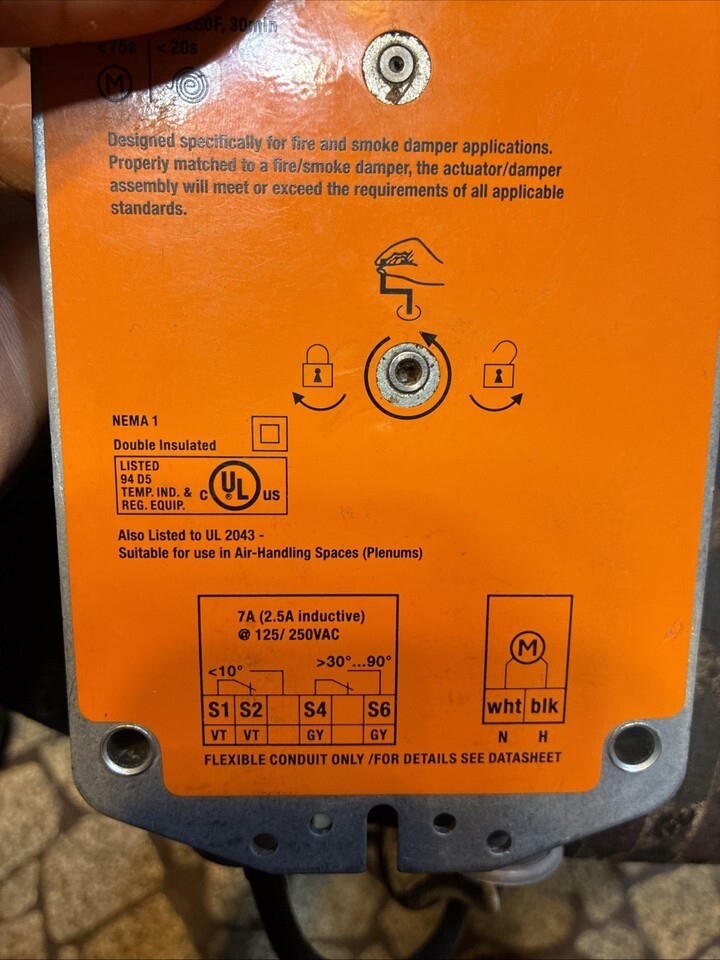 250F, 30min
<75s <20s
M
Designed specifically for fire and smoke damper applications.
Properly matched to a fire/smoke damper, the actuator/damper
assembly will meet or exceed the requirements of all applicable
standards.
NEMA 1
Double Insulated
LISTED
94 D5
TEMP. IND. &
REG. EQUIP.
C UL® US
Also Listed to UL 2043 -
Suitable for use in Air-Handling Spaces (Plenums)
7A (2.5A inductive)
@ 125/ 250VAC
<10° >30°...90°
S1 S2 S4 S6
VT VT GY GY
M
wht blk
N H
FLEXIBLE CONDUIT ONLY /FOR DETAILS SEE DATASHEET